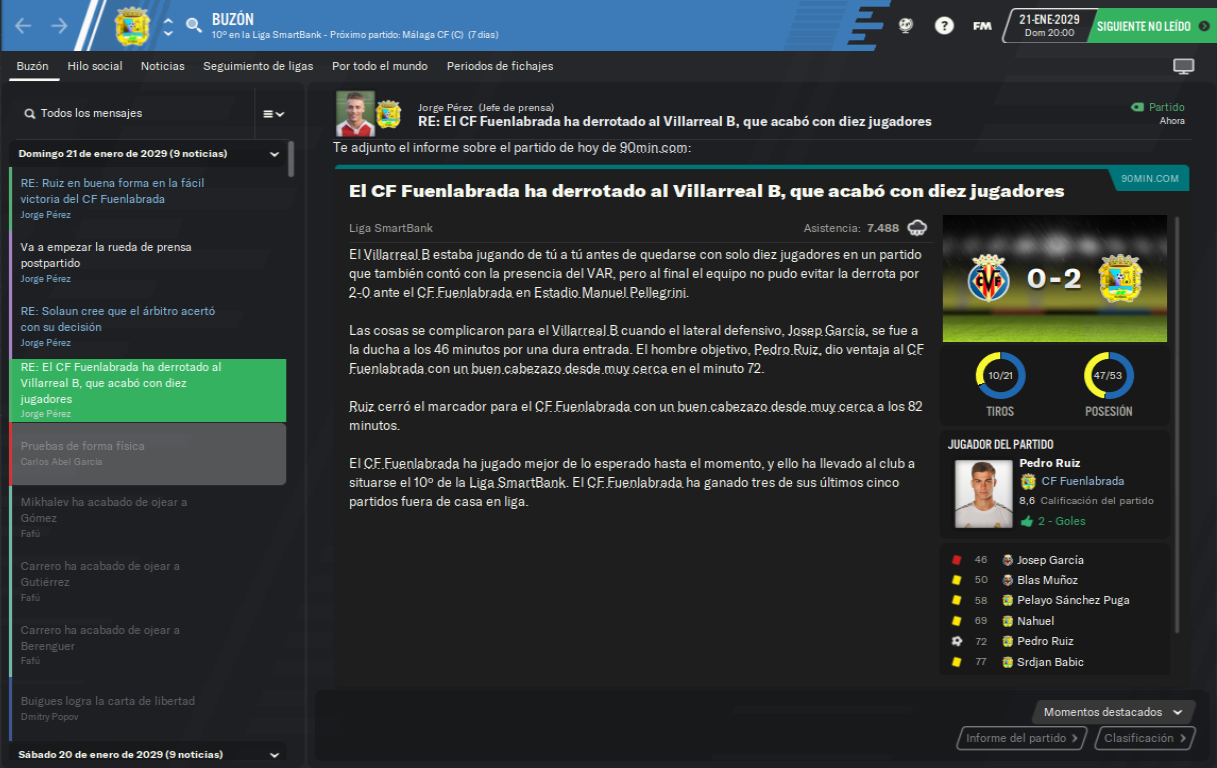 BUZÓN
10º en la Liga SmartBank - Próximo partido: Málaga CF (C) (7 días)
FM
21-ENE-2029
Dom 20:00
SIGUIENTE NO LEÍDO
Buzón
Hilo social
Noticias
Seguimiento de ligas
Por todo el mundo
Periodos de fichajes
Todos los mensajes
Domingo 21 de enero de 2029 (9 noticias)
RE: Ruiz en buena forma en la fácil
victoria del CF Fuenlabrada
Jorge Pérez
Va a empezar la rueda de prensa
postpartido
Jorge Pérez
RE: Solaun cree que el árbitro acertó
con su decisión
Jorge Pérez
RE: El CF Fuenlabrada ha derrotado al
Villarreal B, que acabó con diez
jugadores
Jorge Pérez
Pruebas de forma física
Carlos Abel García
Mikhalev ha acabado de ojear a
Gómez
Fafú
Carrero ha acabado de ojear a
Gutiérrez
Fafú
Carrero ha acabado de ojear a
Berenguer
Fafú
Buigues logra la carta de libertad
Dmitry Popov
Sábado 20 de enero de 2029 (9 noticias)
Jorge Pérez (Jefe de prensa)
RE: El CF Fuenlabrada ha derrotado al Villarreal B, que acabó con diez jugadores
Partido
Ahora
Te adjunto el informe sobre el partido de hoy de 90min.com:
El CF Fuenlabrada ha derrotado al Villarreal B, que acabó con diez jugadores
90MIN.COM
Liga SmartBank
Asistencia: 7.488
El Villarreal B estaba jugando de tú a tú antes de quedarse con solo diez jugadores en un partido
que también contó con la presencia del VAR, pero al final el equipo no pudo evitar la derrota por
2-0 ante el CF Fuenlabrada en Estadio Manuel Pellegrini.
Las cosas se complicaron para el Villarreal B cuando el lateral defensivo, Josep García, se fue a
la ducha a los 46 minutos por una dura entrada. El hombre objetivo, Pedro Ruiz, dio ventaja al CF
Fuenlabrada con un buen cabezazo desde muy cerca en el minuto 72.
Ruiz cerró el marcador para el CF Fuenlabrada con un buen cabezazo desde muy cerca a los 82
minutos.
El CF Fuenlabrada ha jugado mejor de lo esperado hasta el momento, y ello ha llevado al club a
situarse el 10º de la Liga SmartBank. El CF Fuenlabrada ha ganado tres de sus últimos cinco
partidos fuera de casa en liga.
0-2
10/21
TIROS
47/53
POSESIÓN
JUGADOR DEL PARTIDO
Pedro Ruiz
CF Fuenlabrada
8,6 Calificación del partido
2 - Goles
46 Josep García
50 Blas Muñoz
58 Pelayo Sánchez Puga
69 Nahuel
72 Pedro Ruiz
77 Srdjan Babic
Momentos destacados
Informe del partido
Clasificación